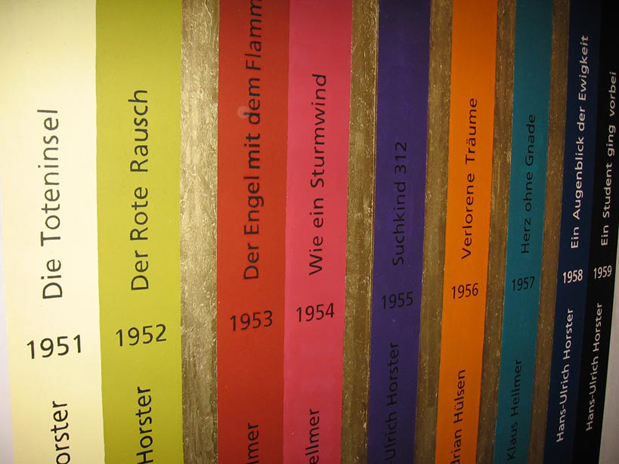 orster
1951
Die Toteninsel
Horster
1952
Der Rote Rausch
lmer
1953
Der Engel mit dem Flamm
ellmer
1954
Wie ein Sturmwind
Ulrich Horster
1955
Suchkind 312
rian Hülsen
1956
Verlorene Träume
Klaus Hellmer
1957
Herz ohne Gnade
Hans-Ulrich Horster
1958
Ein Augenblick der Ewigkeit
Hans-Ulrich Horster
1959
Ein Student ging vorbei